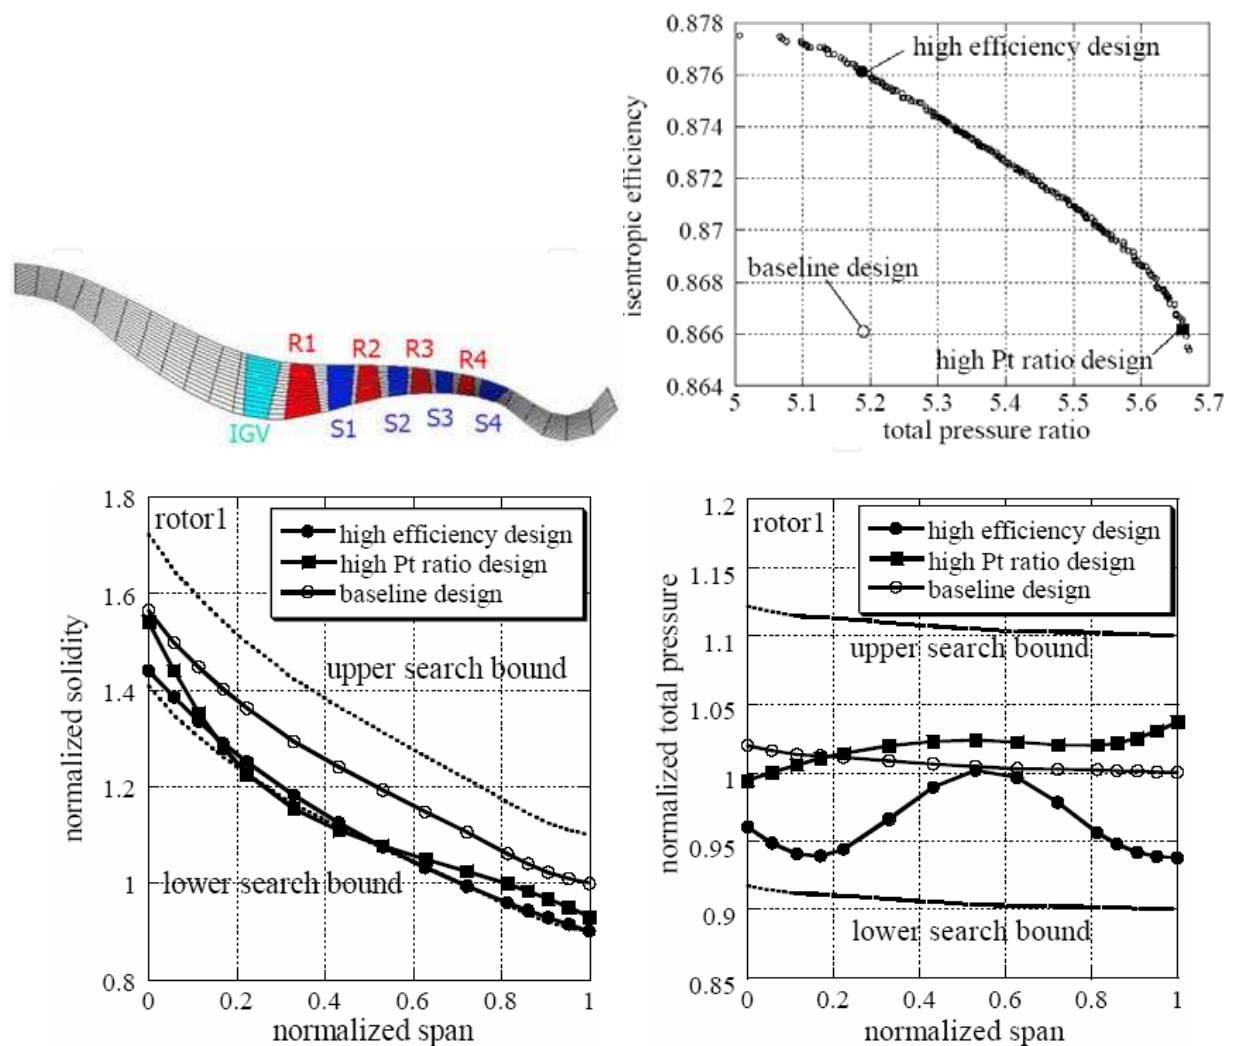 R1
R2
R3
R4
IGV
S1
S2
S3
S4
0.878
0.876
0.874
0.872
0.87
0.868
0.866
0.864
isentropic efficiency
high efficiency design
baseline design
high Pt ratio design
5 5.1 5.2 5.3 5.4 5.5 5.6 5.7
total pressure ratio
1.8
1.6
1.4
1.2
1
0.8
normalized solidity
rotor1
high efficiency design
high Pt ratio design
baseline design
upper search bound
lower search bound
0 0.2 0.4 0.6 0.8 1
normalized span
1.2
1.15
1.10
1.05
1
0.95
0.9
0.85
normalized total pressure
rotor1
high efficiency design
high Pt ratio design
baseline design
upper search bound
lower search bound
0 0.2 0.4 0.6 0.8 1
normalized span